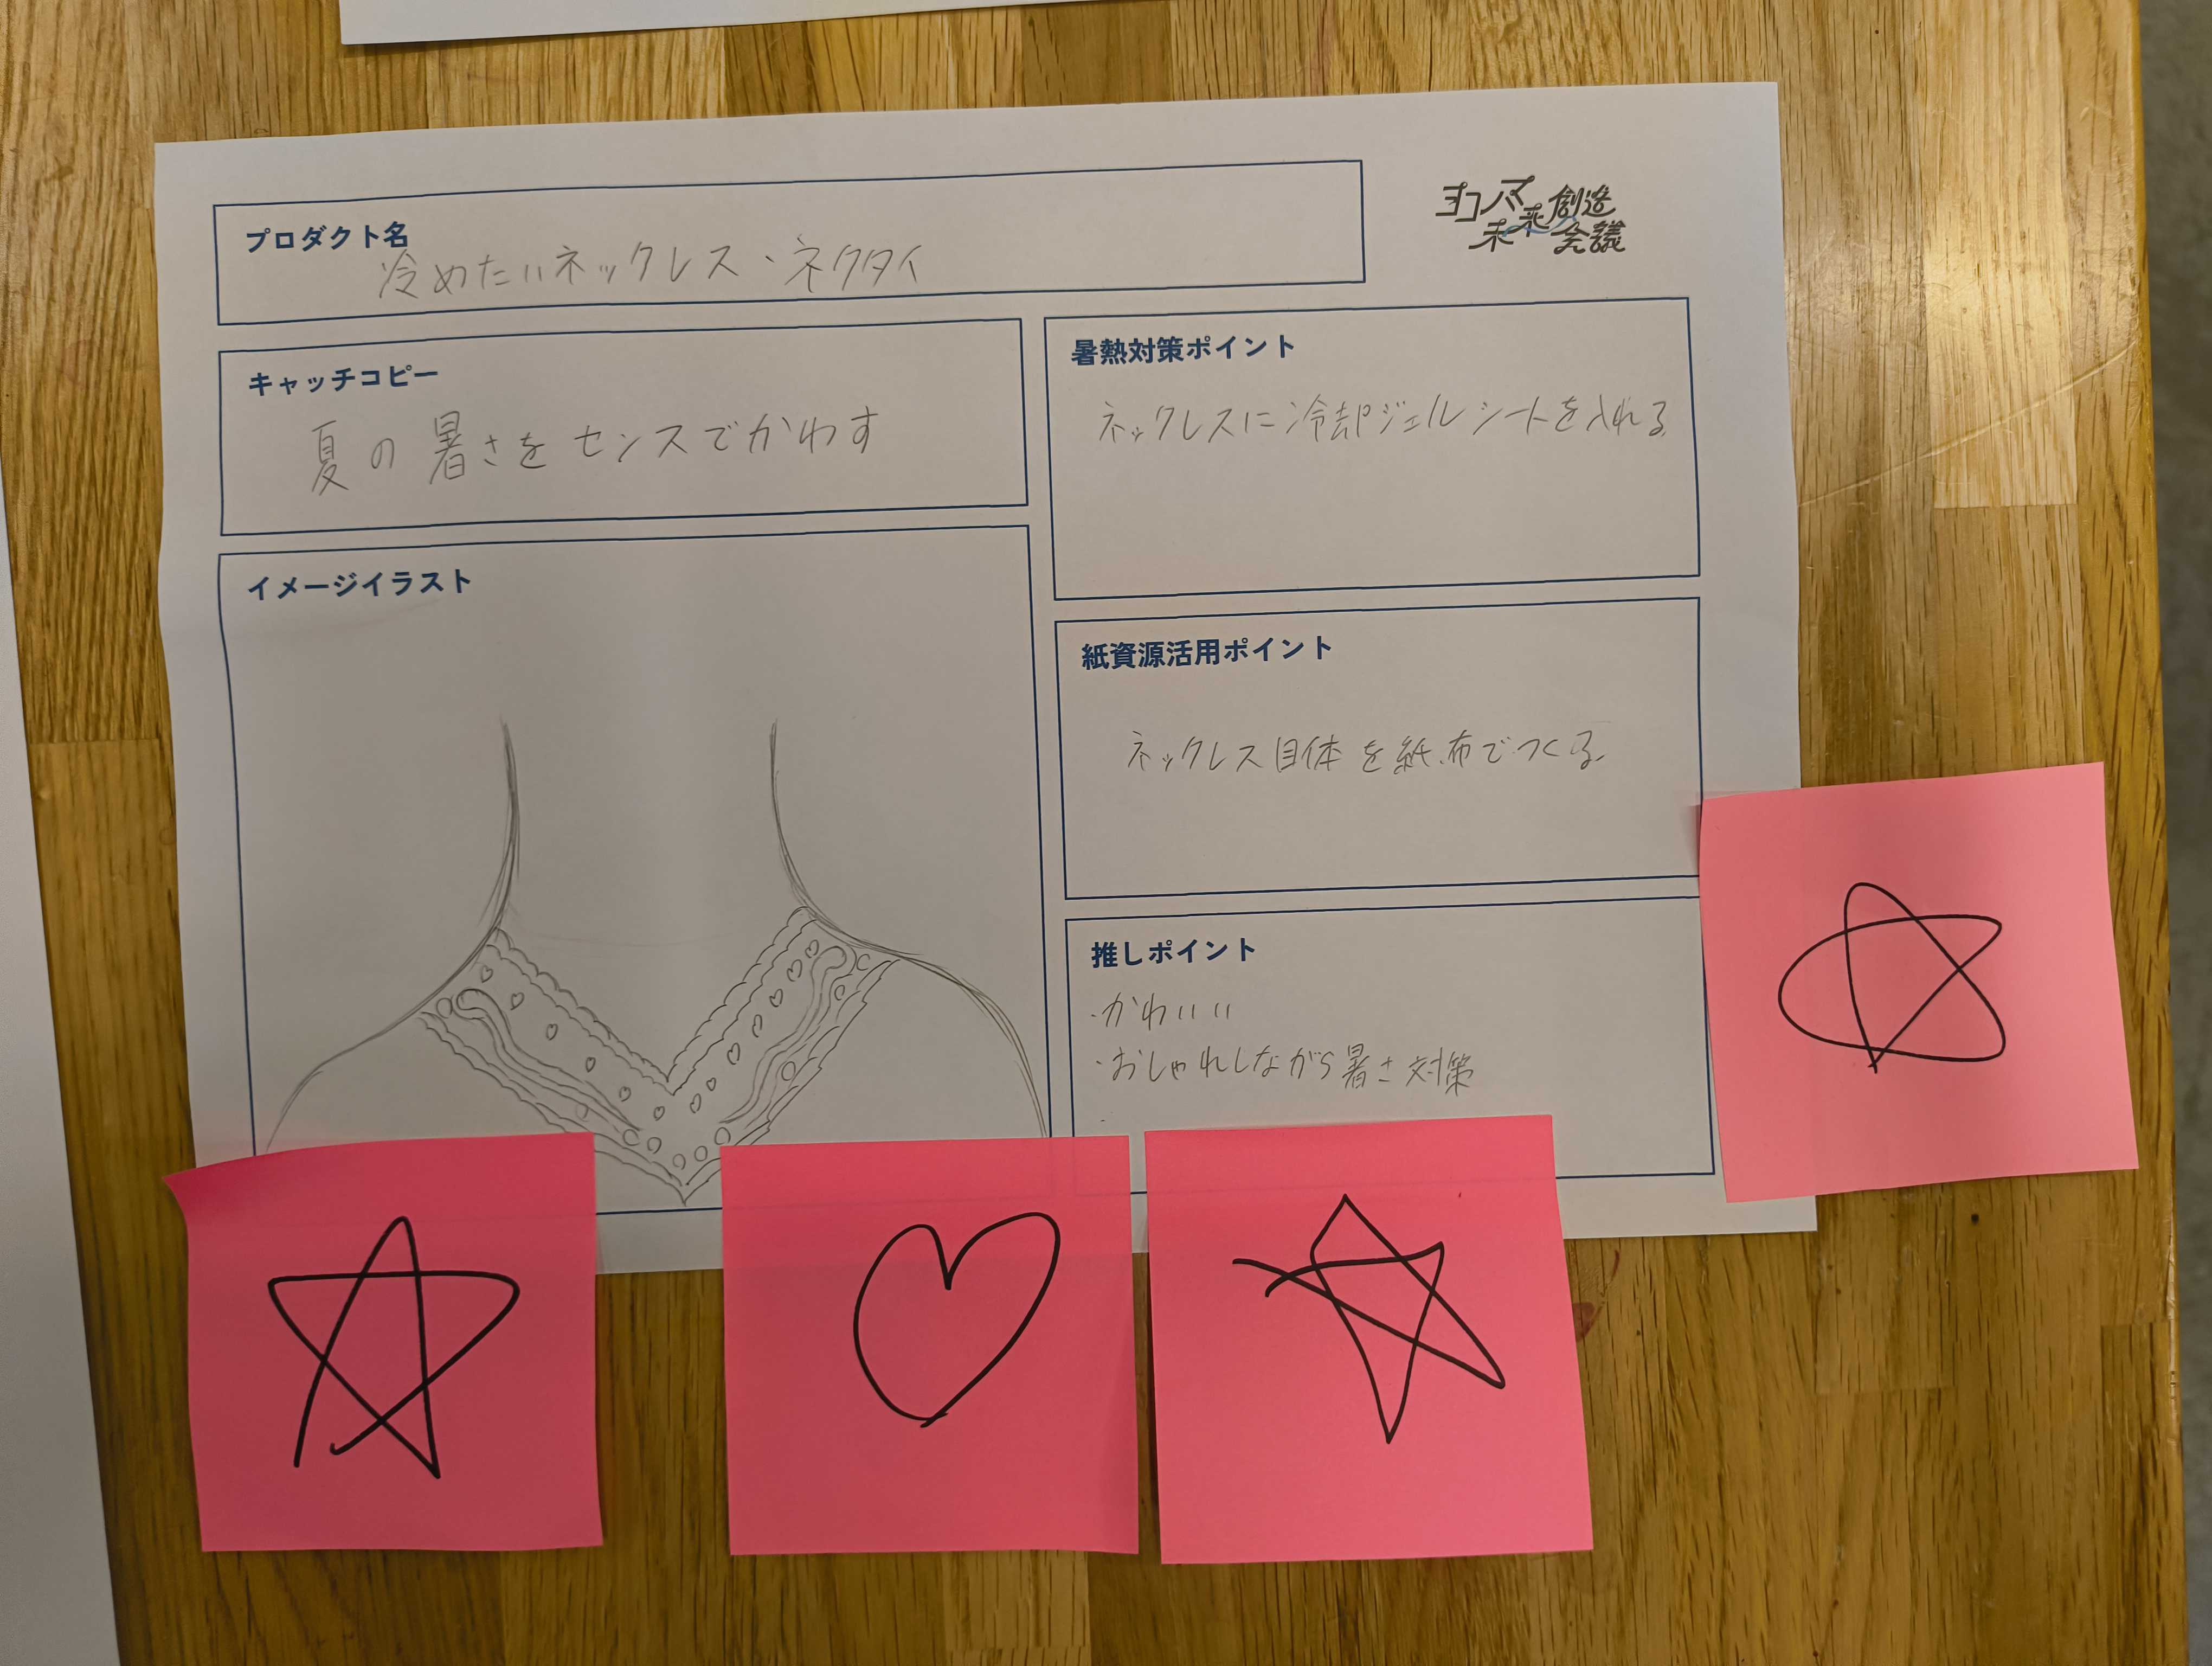 ヨコハマ未来創造会議
プロダクト名
冷めたいネックレス・ネクタイ
キャッチコピー
夏の暑さをセンスでかわす
イメージイラスト
暑熱対策ポイント
ネックレスに冷却ジェルシートを入れる
紙資源活用ポイント
ネックレス自体を紙布でつくる
推しポイント
・かわいい
・おしゃれしながら暑さ対策